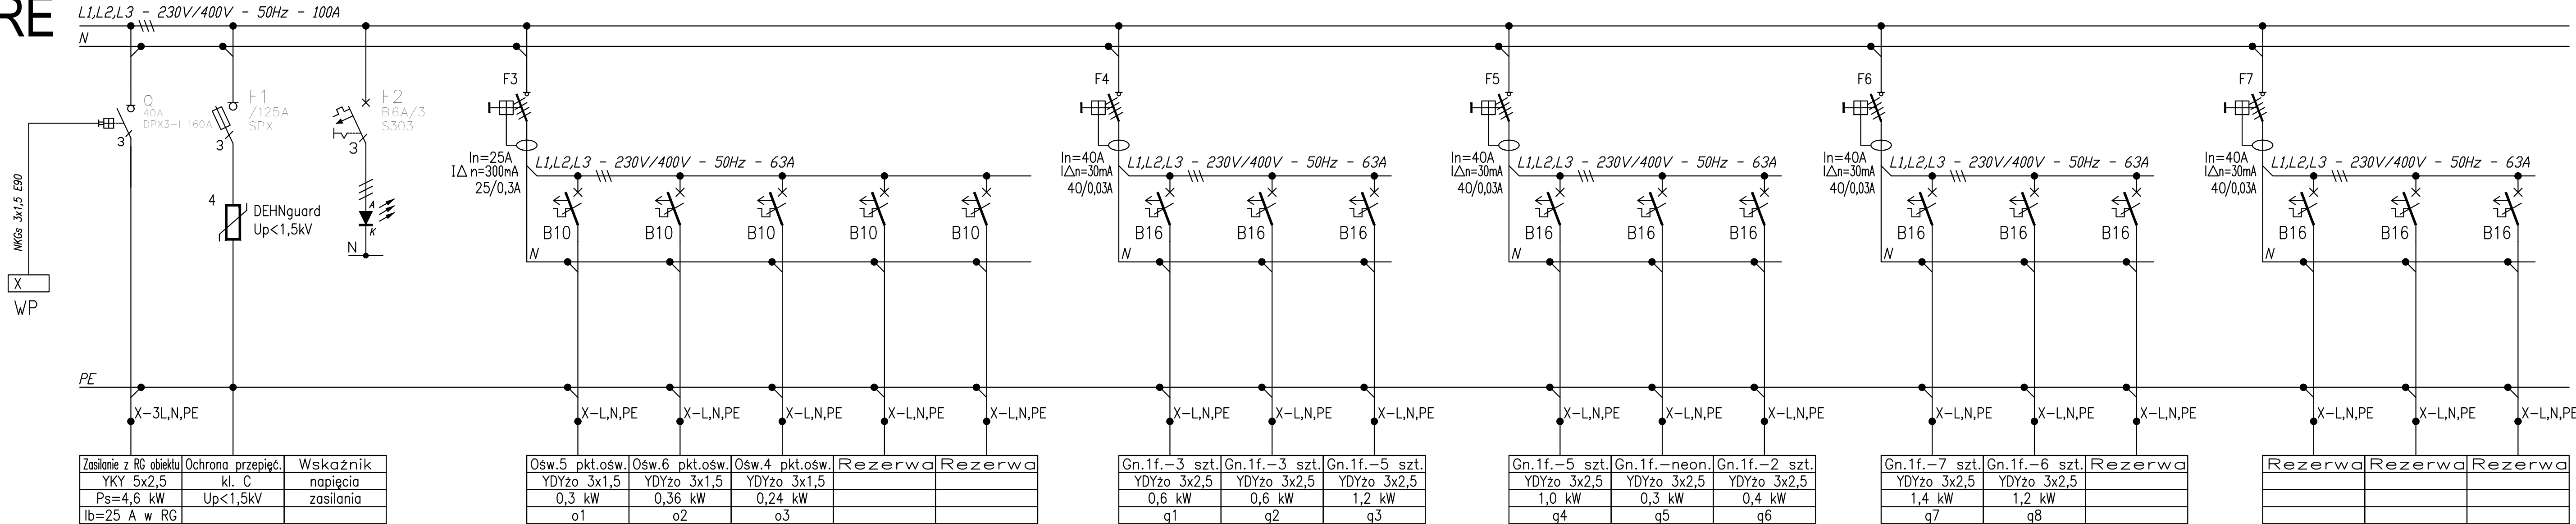 RE
L1,L2,L3 - 230V/400V - 50Hz - 100A
N
Q
40A
DPX3-I 160A
3
F1
/125A
SPX
3
F2
B6A/3
S303
3
4
DEHNguard
Up<1,5kV
A
K
N
NKGs 3x1,5 E90
X
WP
F3
In=25A
I∆n=300mA
25/0,3A
L1,L2,L3 - 230V/400V - 50Hz - 63A
B10 B10 B10 B10 B10
N
F4
In=40A
I∆n=30mA
40/0,03A
L1,L2,L3 - 230V/400V - 50Hz - 63A
B16 B16 B16
N
F5
In=40A
I∆n=30mA
40/0,03A
L1,L2,L3 - 230V/400V - 50Hz - 63A
B16 B16 B16
N
F6
In=40A
I∆n=30mA
40/0,03A
L1,L2,L3 - 230V/400V - 50Hz - 63A
B16 B16 B16
N
F7
In=40A
I∆n=30mA
40/0,03A
L1,L2,L3 - 230V/400V - 50Hz - 63A
B16 B16 B16
N
PE
X-3L,N,PE X-L,N,PE X-L,N,PE X-L,N,PE X-L,N,PE X-L,N,PE X-L,N,PE X-L,N,PE X-L,N,PE X-L,N,PE X-L,N,PE X-L,N,PE X-L,N,PE X-L,N,PE X-L,N,PE X-L,N,PE X-L,N,PE X-L,N,PE
Zasilanie z RG obiektu Ochrona przepięć. Wskaźnik
YKY 5x2,5 kl. C napięcia
Ps=4,6 kW Up<1,5kV zasilania
Ib=25 A w RG
Ośw.5 pkt.ośw. Ośw.6 pkt.ośw. Ośw.4 pkt.ośw. Rezerwa Rezerwa
YDYżo 3x1,5 YDYżo 3x1,5 YDYżo 3x1,5
0,3 kW 0,36 kW 0,24 kW
o1 o2 o3
Gn.1f.-3 szt. Gn.1f.-3 szt. Gn.1f.-5 szt.
YDYżo 3x2,5 YDYżo 3x2,5 YDYżo 3x2,5
0,6 kW 0,6 kW 1,2 kW
g1 g2 g3
Gn.1f.-5 szt. Gn.1f.-neon. Gn.1f.-2 szt.
YDYżo 3x2,5 YDYżo 3x2,5 YDYżo 3x2,5
1,0 kW 0,3 kW 0,4 kW
g4 g5 g6
Gn.1f.-7 szt. Gn.1f.-6 szt. Rezerwa
YDYżo 3x2,5 YDYżo 3x2,5
1,4 kW 1,2 kW
g7 g8
Rezerwa Rezerwa Rezerwa